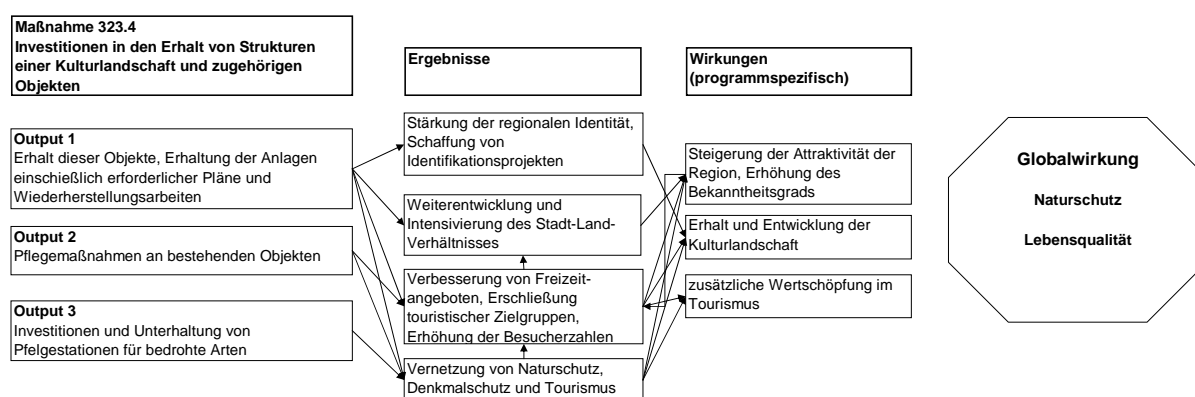 Maßnahme 323.4
Investitionen in den Erhalt von Strukturen
einer Kulturlandschaft und zugehörigen
Objekten
Output 1
Erhalt dieser Objekte, Erhaltung der Anlagen
einschießlich erforderlicher Pläne und
Wiederherstellungsarbeiten
Output 2
Pflegemaßnahmen an bestehenden Objekten
Output 3
Investitionen und Unterhaltung von
Pfelgestationen für bedrohte Arten
Ergebnisse
Stärkung der regionalen Identität,
Schaffung von
Identifikationsprojekten
Weiterentwicklung und
Intensivierung des Stadt-Land-
Verhältnisses
Verbesserung von Freizeit-
angeboten, Erschließung
touristischer Zielgruppen,
Erhöhung der Besucherzahlen
Vernetzung von Naturschutz,
Denkmalschutz und Tourismus
Wirkungen
(programmspezifisch)
Steigerung der Attraktivität der
Region, Erhöhung des
Bekanntheitsgrads
Erhalt und Entwicklung der
Kulturlandschaft
zusätzliche Wertschöpfung im
Tourismus
Globalwirkung
Naturschutz
Lebensqualität